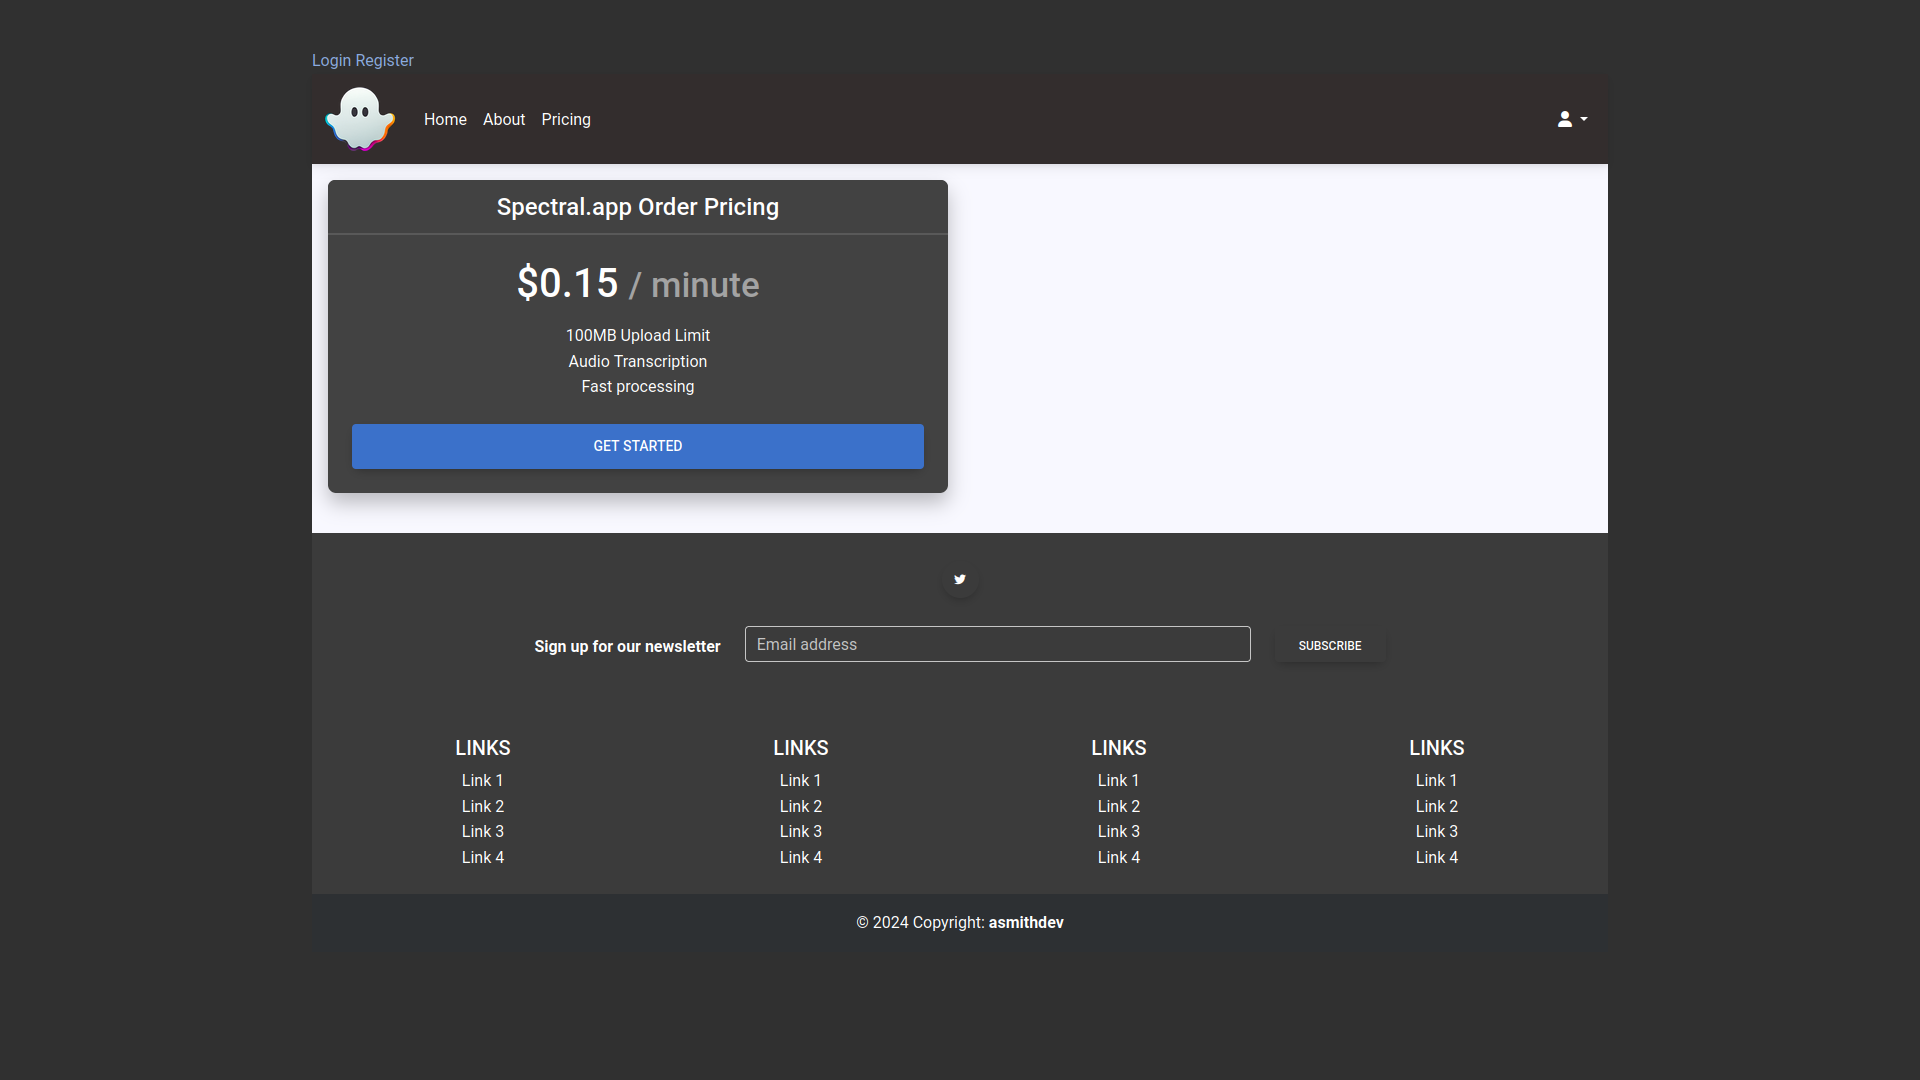 Login Register
Home About Pricing
Spectral.app Order Pricing
$0.15 / minute
100MB Upload Limit
Audio Transcription
Fast processing
GET STARTED
Sign up for our newsletter Email address SUBSCRIBE
LINKS LINKS LINKS LINKS
Link 1 Link 1 Link 1 Link 1
Link 2 Link 2 Link 2 Link 2
Link 3 Link 3 Link 3 Link 3
Link 4 Link 4 Link 4 Link 4
© 2024 Copyright: asmithdev